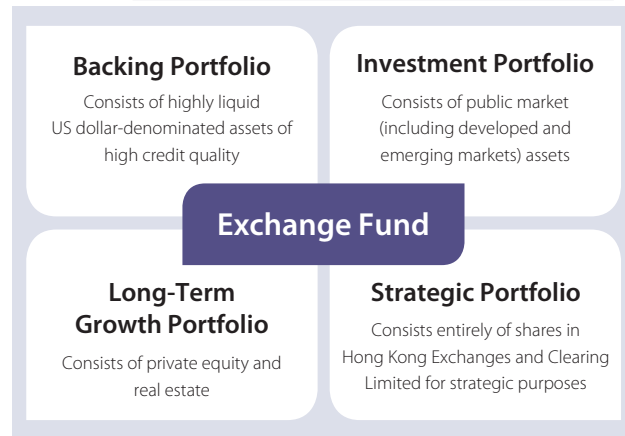 Backing Portfolio
Consists of highly liquid
US dollar-denominated assets of
high credit quality
Investment Portfolio
Consists of public market
(including developed and
emerging markets) assets
Exchange Fund
Long-Term
Growth Portfolio
Consists of private equity and
real estate
Strategic Portfolio
Consists entirely of shares in
Hong Kong Exchanges and Clearing
Limited for strategic purposes